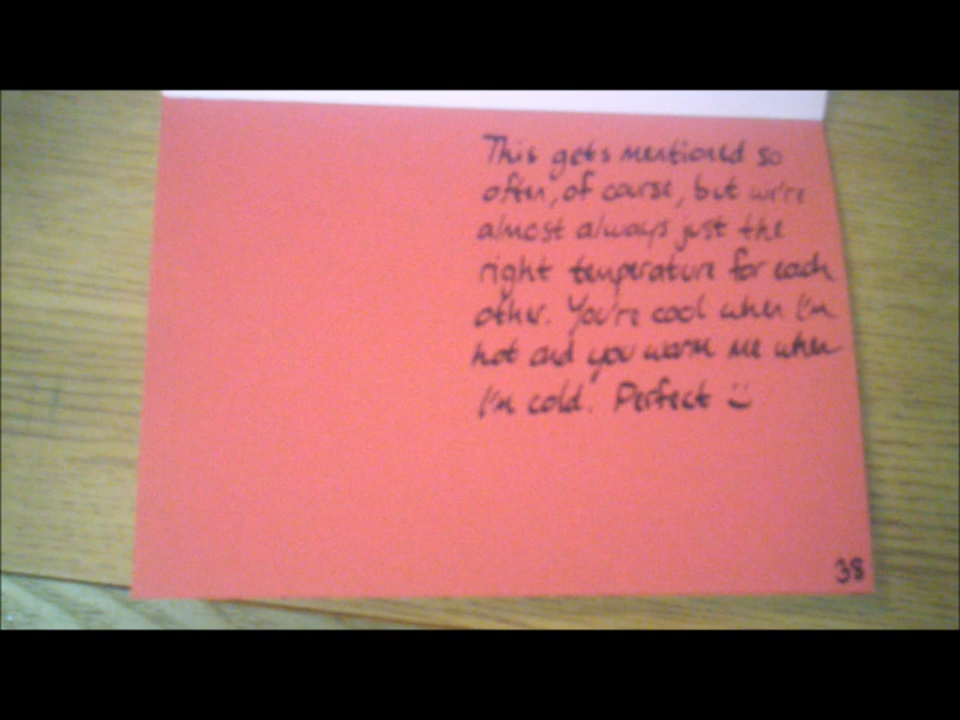 This gets mentioned so
often, of course, but we're
almost always just the
right temperature for each
other. You're cool when I'm
hot and you warm me when
I'm cold. Perfect :)
38